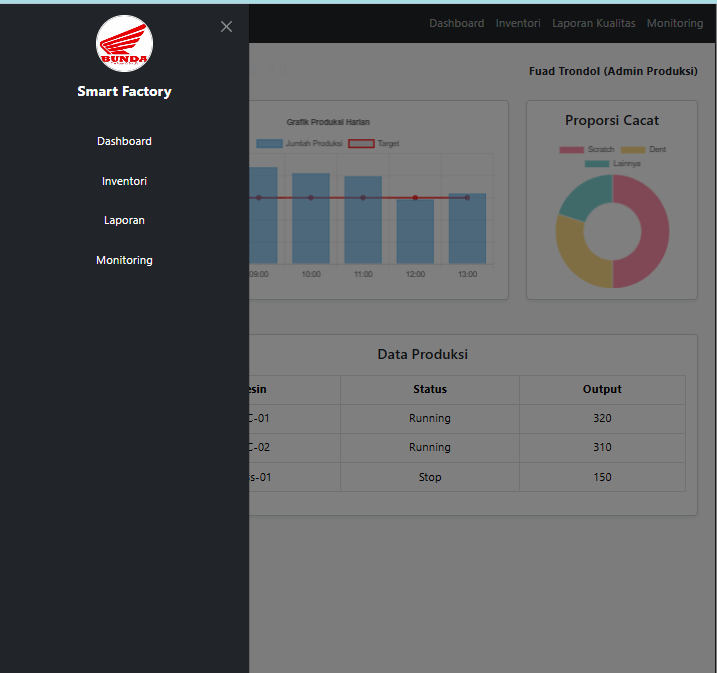 BUNDA
Smart Factory
Dashboard
Inventori
Laporan
Monitoring
Dashboard Inventori Laporan Kualitas Monitoring
Fuad Trondol (Admin Produksi)
Grafik Produksi Harian
Jumlah Produksi Target
09:00 10:00 11:00 12:00 13:00
Proporsi Cacat
Scratch Dent
Lainnya
Data Produksi
esin Status Output
C-01 Running 320
C-02 Running 310
s-01 Stop 150